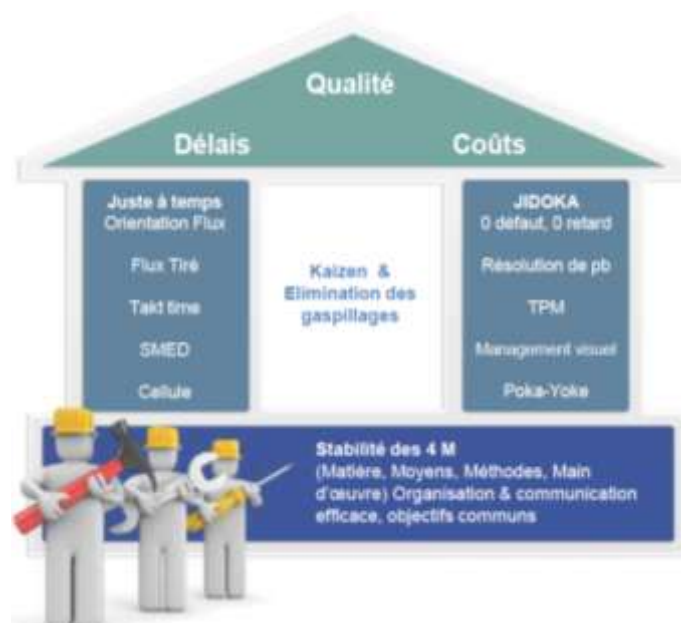 Qualité
Délais
Coûts
Juste à temps
Orientation Flux
Flux Tiré
Takt time
SMED
Cellule
Kaizen &
Elimination des
gaspillages
JIDOKA
0 défaut, 0 retard
Résolution de pb
TPM
Management visuel
Poka-Yoke
Stabilité des 4 M
(Matière, Moyens, Méthodes, Main
d'œuvre) Organisation & communication
efficace, objectifs communs